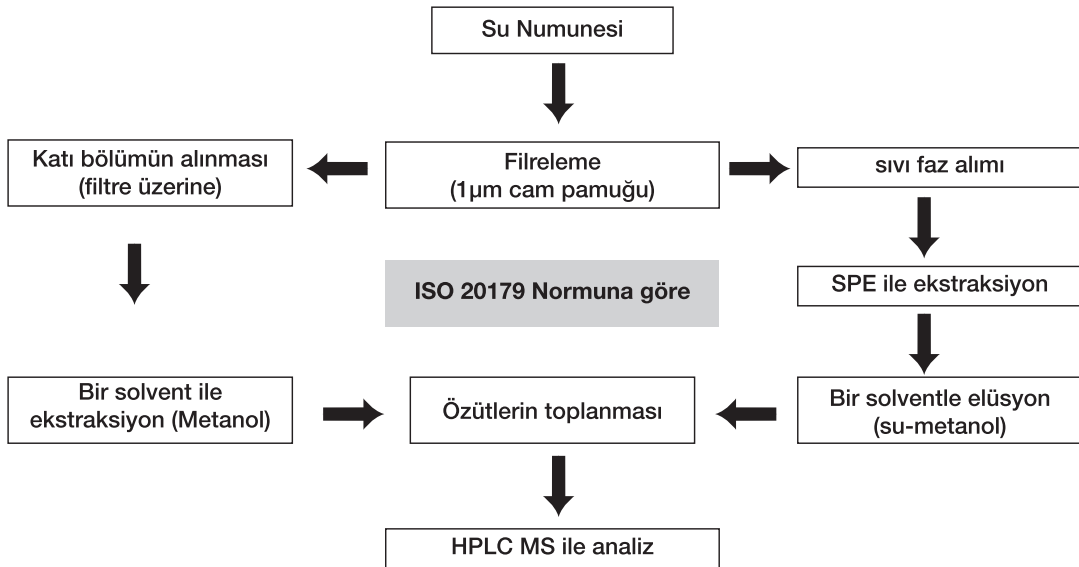 Su Numunesi
Katı bölümün alınması
(filtre üzerine)
Filreleme
(1µm cam pamuğu)
sıvı faz alımı
ISO 20179 Normuna göre
SPE ile ekstraksiyon
Bir solvent ile
ekstraksiyon (Metanol)
Özütlerin toplanması
Bir solventle elüsyon
(su-metanol)
HPLC MS ile analiz